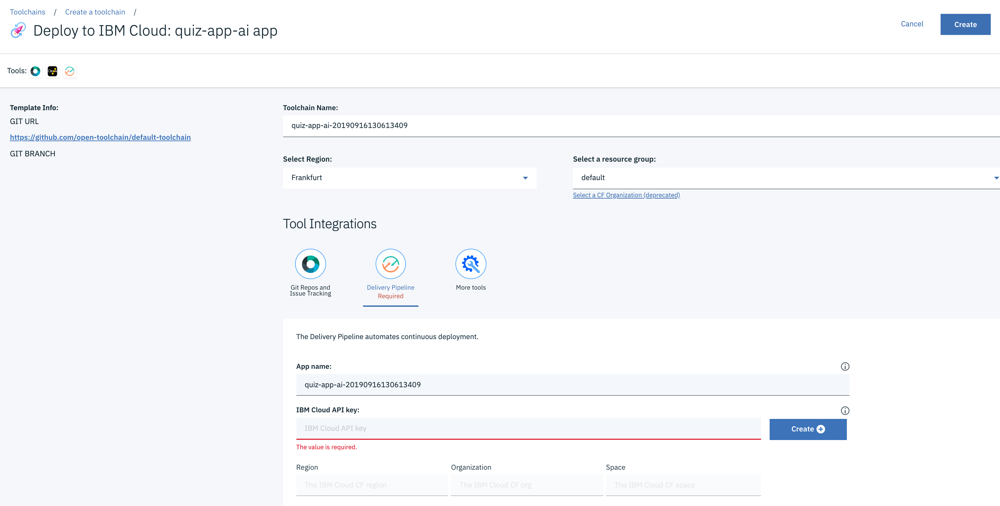 Toolchains / Create a toolchain /
Deploy to IBM Cloud: quiz-app-ai app
Cancel
Create
Tools:
ORION
Template Info:
GIT URL
https://github.com/open-toolchain/default-toolchain
GIT BRANCH
Toolchain Name:
quiz-app-ai-20190916130613409
Select Region:
Frankfurt
Select a resource group:
default
Select a CF Organization (deprecated)
Tool Integrations
Git Repos and
Issue Tracking
Delivery Pipeline
Required
More tools
The Delivery Pipeline automates continuous deployment.
App name:
quiz-app-ai-20190916130613409
IBM Cloud API key:
IBM Cloud API key
Create
The value is required.
Region
Organization
Space
The IBM Cloud CF region
The IBM Cloud CF org
The IBM Cloud CF space